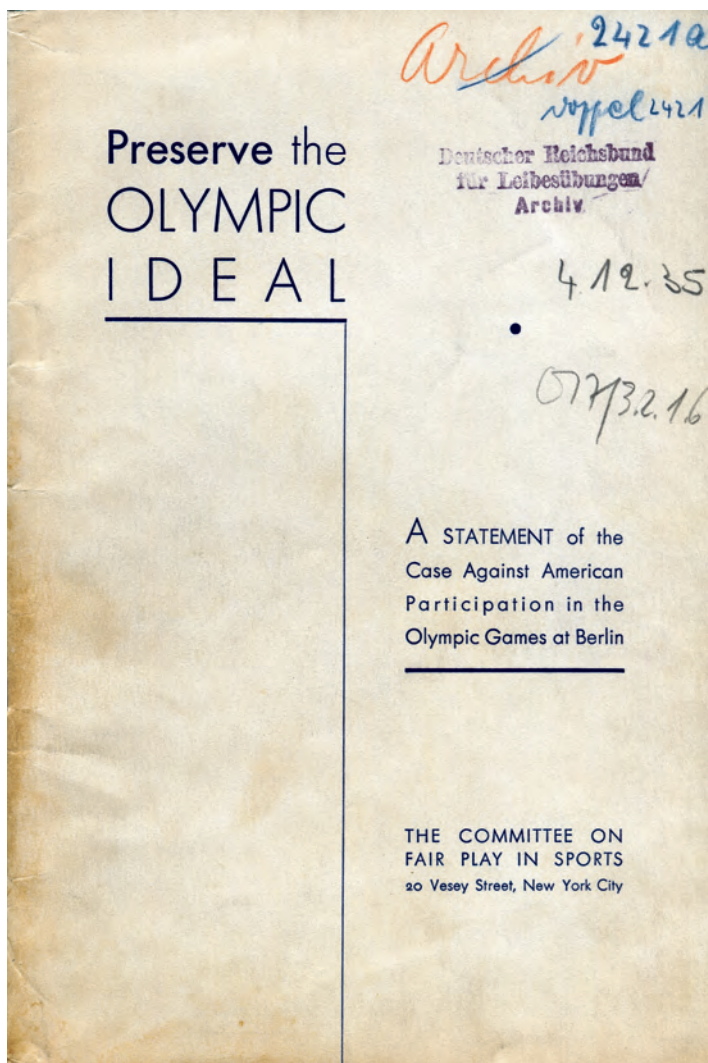 2421a
Archiv
doppel 2421
Preserve the
OLYMPIC
IDEAL
Deutscher Reichsbund
für Leibesübungen
Archiv
4.12.35
A STATEMENT of the
Case Against American
Participation in the
Olympic Games at Berlin
THE COMMITTEE ON
FAIR PLAY IN SPORTS
20 Vesey Street, New York City